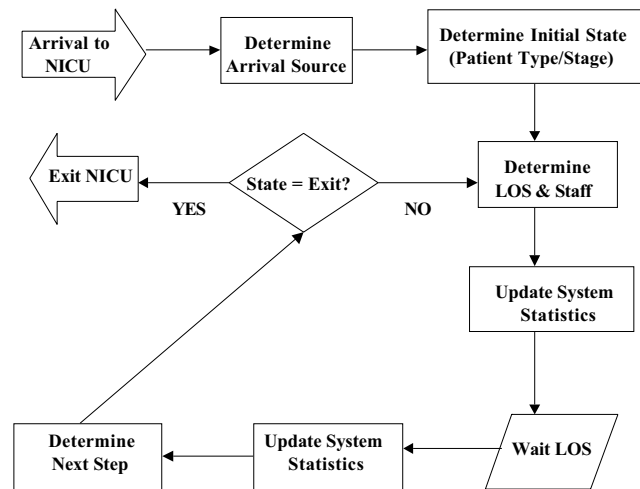 Arrival to
NICU
Determine
Arrival Source
Determine Initial State
(Patient Type/Stage)
Exit NICU
State = Exit?
YES
NO
Determine
LOS & Staff
Update System
Statistics
Determine
Next Step
Update System
Statistics
Wait LOS